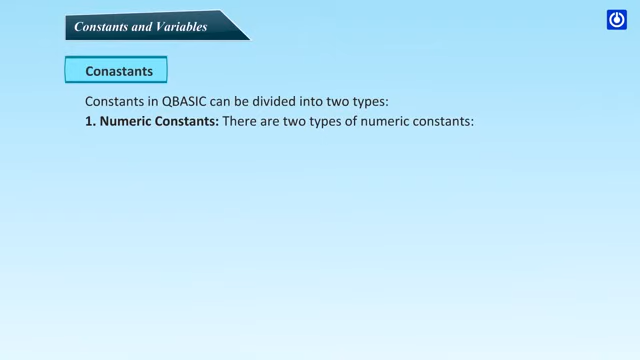 Constants and Variables
Conastants
Constants in QBASIC can be divided into two types:
1. Numeric Constants: There are two types of numeric constants: